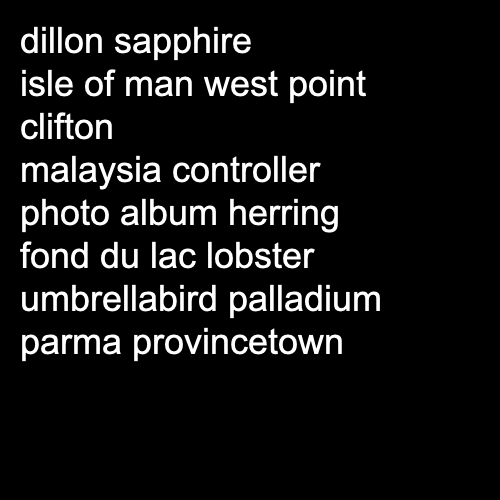 dillon sapphire
isle of man west point
clifton
malaysia controller
photo album herring
fond du lac lobster
umbrellabird palladium
parma provincetown